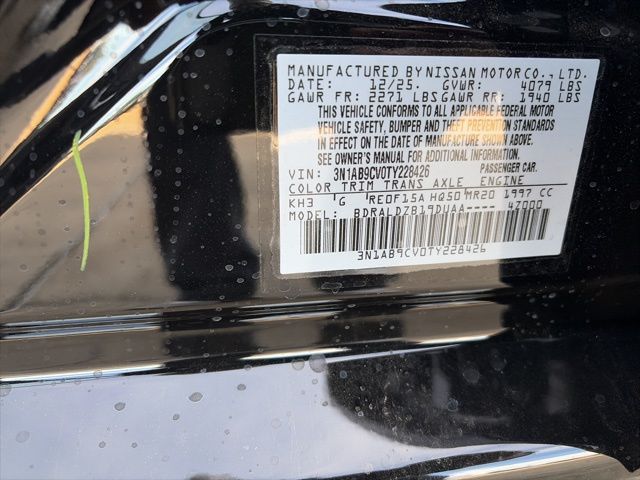 MANUFACTURED BY NISSAN MOTOR CO., LTD.
DATE: 12/25. GVWR: 4079 LBS
GAWR FR: 2271 LBS GAWR RR: 1940 LBS
THIS VEHICLE CONFORMS TO ALL APPLICABLE FEDERAL MOTOR
VEHICLE SAFETY, BUMPER AND THEFT PREVENTION STANDARDS
IN EFFECT ON THE DATE OF MANUFACTURE SHOWN ABOVE.
SEE OWNER'S MANUAL FOR ADDITIONAL INFORMATION.
VIN: 3N1AB9CV0TY228426 PASSENGER CAR.
COLOR TRIM TRANS AXLE ENGINE
KH3 G RE0F15A HQ50 MR20 1997 CC
MODEL: BDRALDZB19DUAA---- 4Z000
3N1AB9CV0TY228426